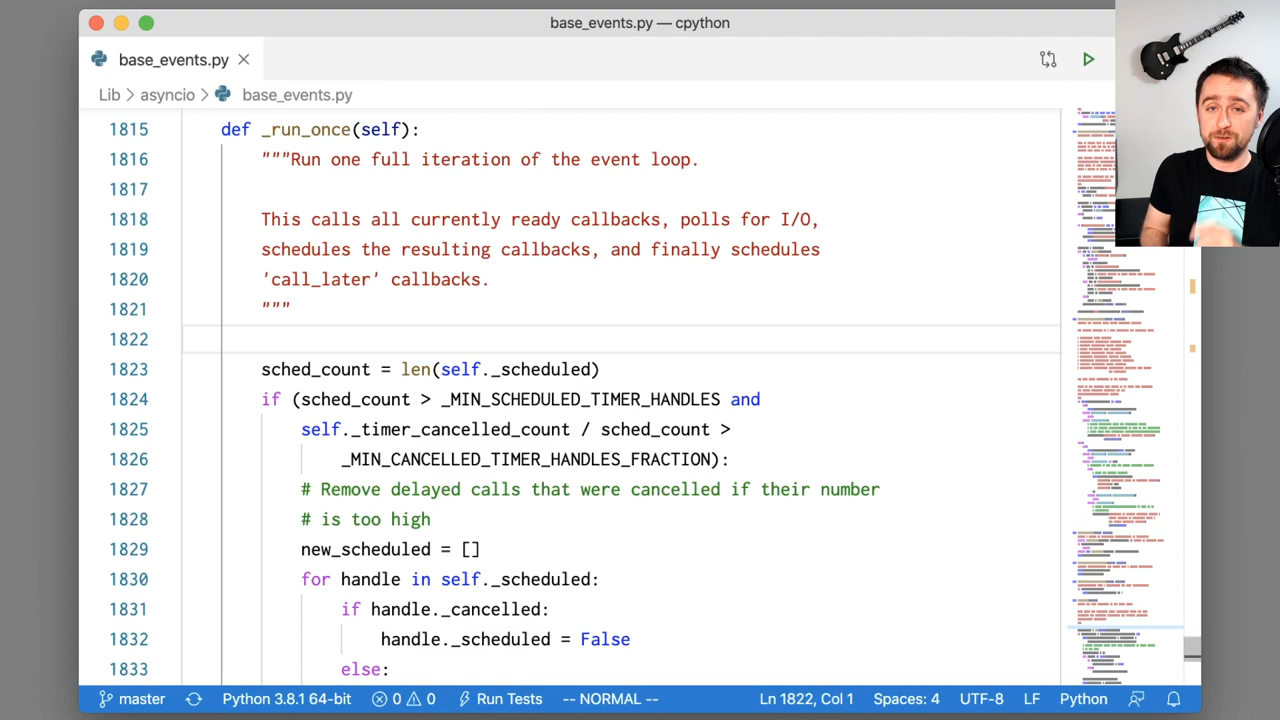 base_events.py — cpython
base_events.py
Lib > asyncio > base_events.py
1815 def _run_once(self):
1816 """Run one full iteration of the event loop.
1817
1818 This calls all currently ready callbacks, polls for I/O,
1819 schedules the resulting callbacks, and finally schedules
1820 'call_later' callbacks.
"""
1822
1823 sched_count = len(self._scheduled)
1824 if (sched_count > _MIN_SCHEDULED_TIMER_HANDLES and
1825 self._timer_cancelled_count / sched_count >
1826 _MIN_CANCELLED_TIMER_HANDLES_FRACTION):
1827 # Remove delayed calls that were cancelled if their number
1828 # is too high
1829 new_scheduled = []
1830 for handle in self._scheduled:
1831 if handle._cancelled:
1832 handle._scheduled = False
1833 else
master Python 3.8.1 64-bit 0 0 Run Tests -- NORMAL -- Ln 1822, Col 1 Spaces: 4 UTF-8 LF Python